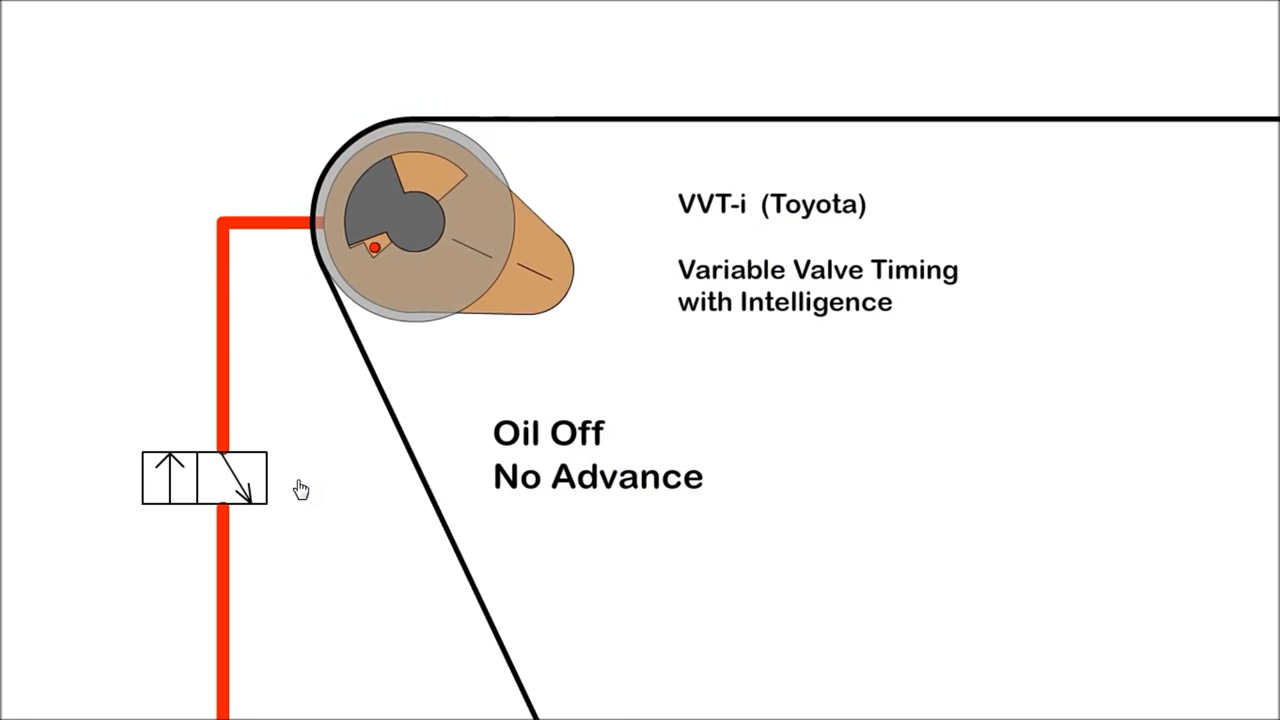 VVT-i (Toyota)
Variable Valve Timing
with Intelligence
Oil Off
No Advance